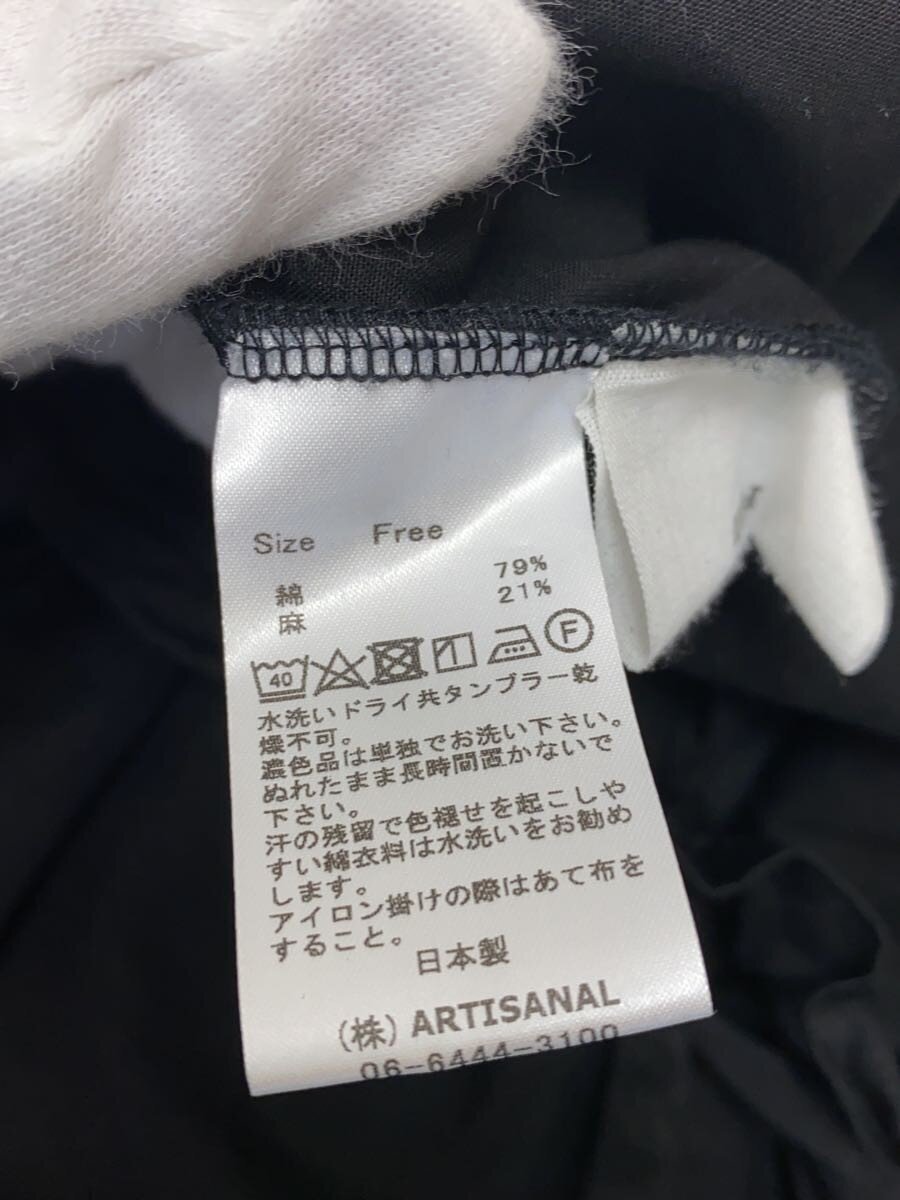 Size Free
綿 79%
麻 21%
40 F
水洗いドライ共タンブラー乾
燥不可。
濃色品は単独でお洗い下さい。
ぬれたまま長時間置かないで
下さい。
汗の残留で色褪せを起こしや
すい綿衣料は水洗いをお勧め
します。
アイロン掛けの際はあて布を
すること。
日本製
(株) ARTISANAL
06-6444-3100